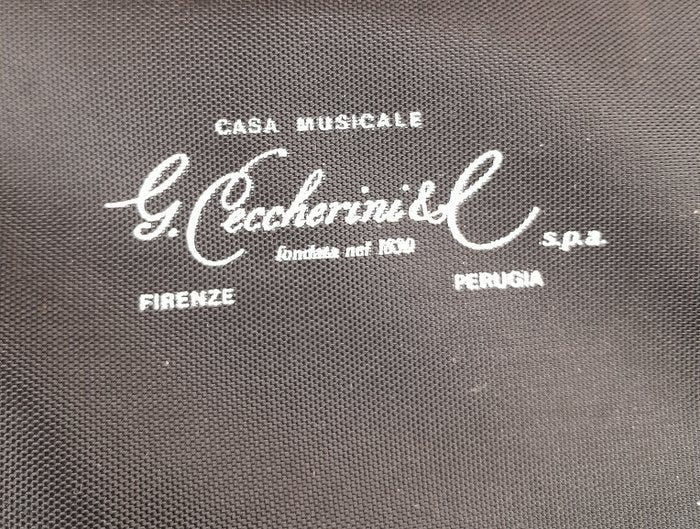 CASA MUSICALE
G. Ceccherini & C s.p.a.
fondata nel 1830
FIRENZE PERUGIA